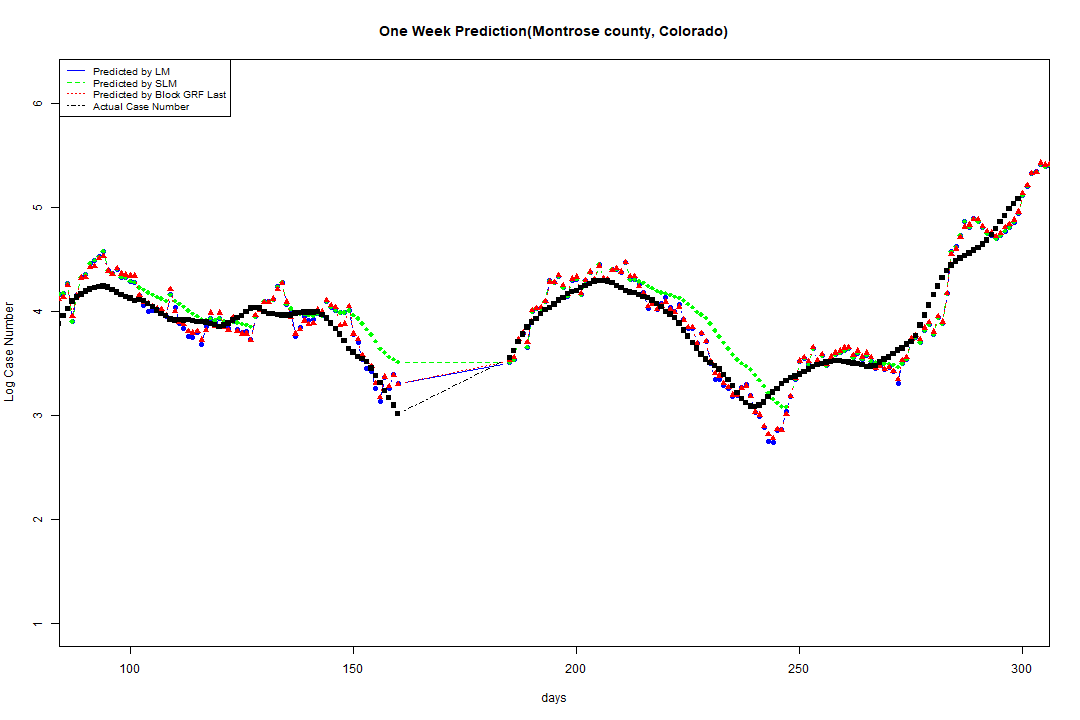 One Week Prediction(Montrose county, Colorado)
Predicted by LM
Predicted by SLM
Predicted by Block GRF Last
Actual Case Number
Log Case Number
6
5
4
3
2
1
100 150 200 250 300
days